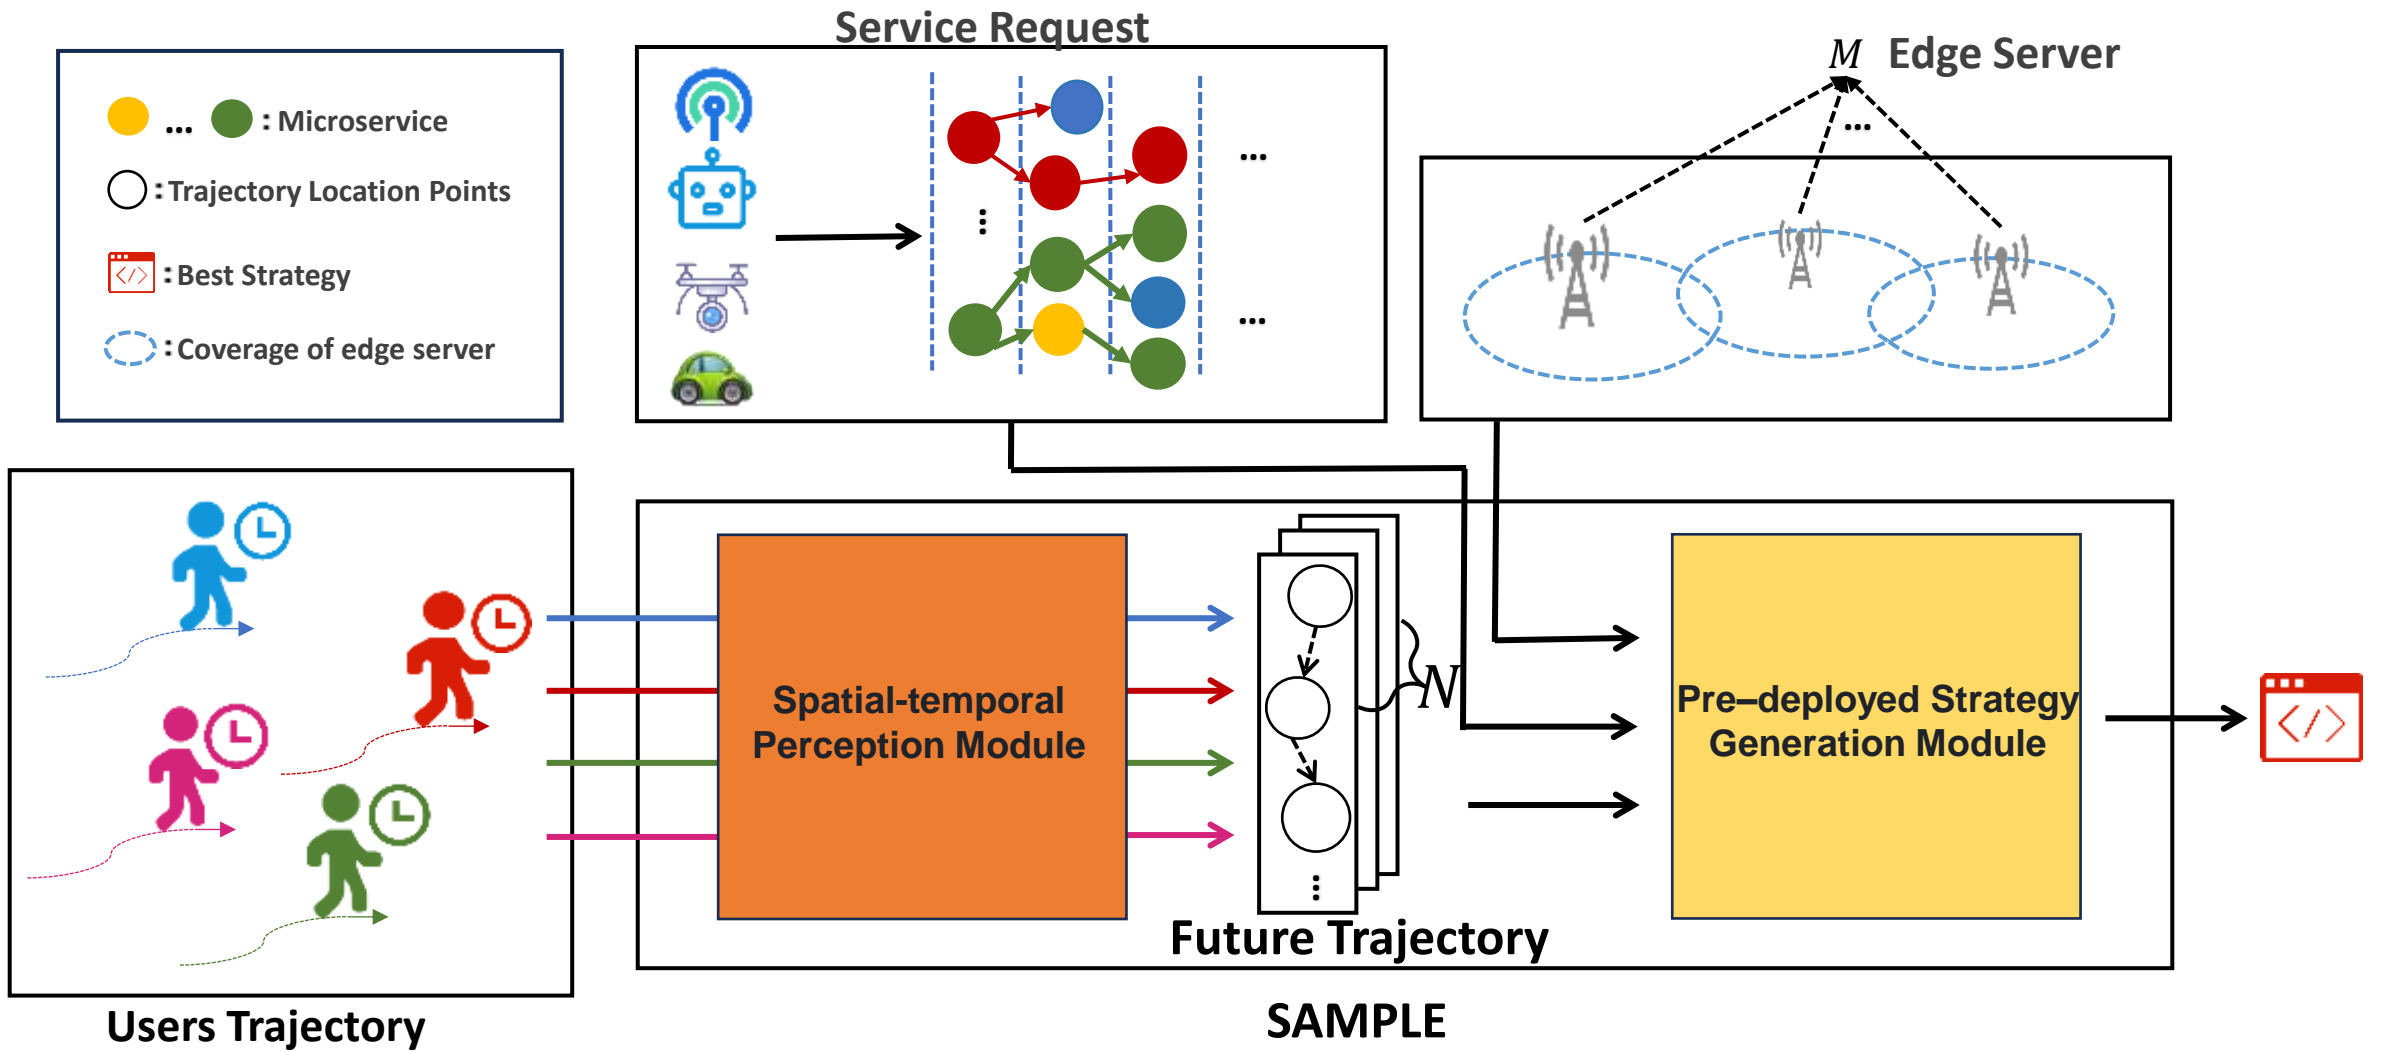 Service Request
M Edge Server
... : Microservice
: Trajectory Location Points
</> : Best Strategy
: Coverage of edge server
...
...
...
...
...
Spatial-temporal
Perception Module
N
Pre–deployed Strategy
Generation Module
</>
...
Future Trajectory
Users Trajectory
SAMPLE